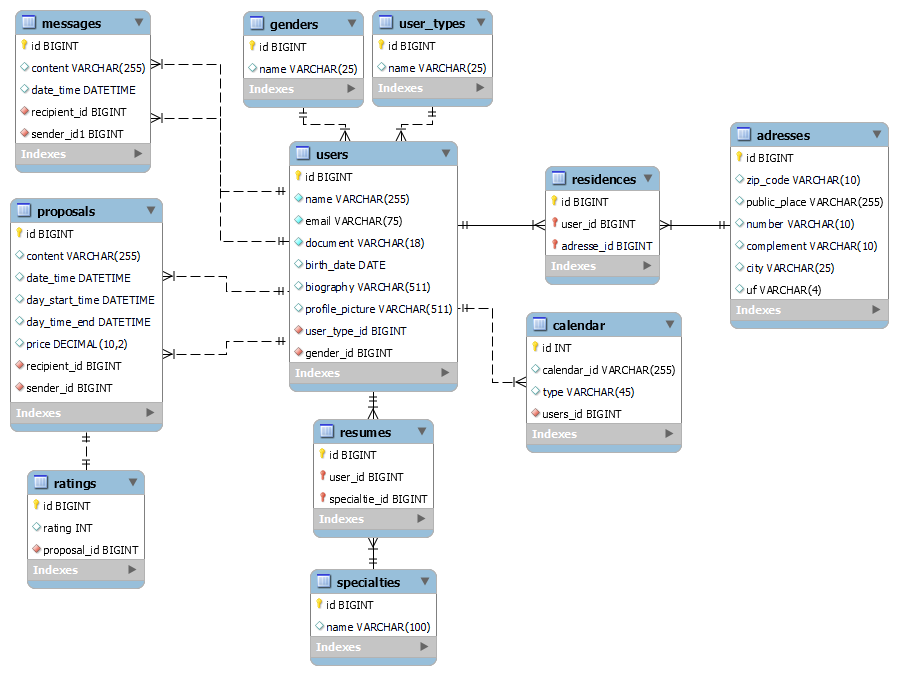 messages
id BIGINT
content VARCHAR(255)
date_time DATETIME
recipient_id BIGINT
sender_id1 BIGINT
Indexes
genders
id BIGINT
name VARCHAR(25)
Indexes
user_types
id BIGINT
name VARCHAR(25)
Indexes
users
id BIGINT
name VARCHAR(255)
email VARCHAR(75)
document VARCHAR(18)
birth_date DATE
biography VARCHAR(511)
profile_picture VARCHAR(511)
user_type_id BIGINT
gender_id BIGINT
Indexes
residences
id BIGINT
user_id BIGINT
adresse_id BIGINT
Indexes
adresses
id BIGINT
zip_code VARCHAR(10)
public_place VARCHAR(255)
number VARCHAR(10)
complement VARCHAR(10)
city VARCHAR(25)
uf VARCHAR(4)
Indexes
proposals
id BIGINT
content VARCHAR(255)
date_time DATETIME
day_start_time DATETIME
day_time_end DATETIME
price DECIMAL(10,2)
recipient_id BIGINT
sender_id BIGINT
Indexes
calendar
id INT
calendar_id VARCHAR(255)
type VARCHAR(45)
users_id BIGINT
Indexes
resumes
id BIGINT
user_id BIGINT
specialtie_id BIGINT
Indexes
ratings
id BIGINT
rating INT
proposal_id BIGINT
Indexes
specialties
id BIGINT
name VARCHAR(100)
Indexes